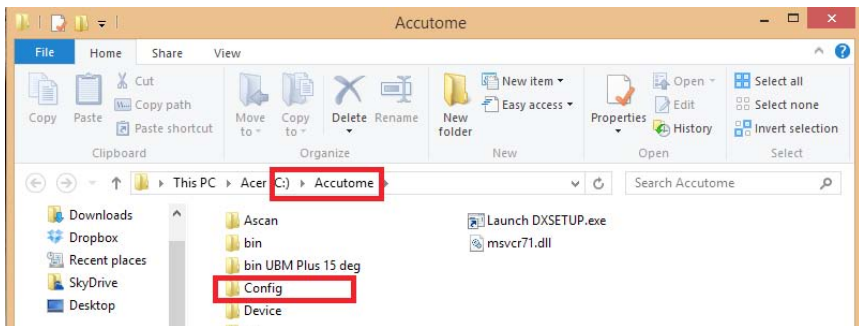 Accutome
File Home Share View
Copy
Paste
Cut
Copy path
Paste shortcut
Clipboard
Move to
Copy to
Delete
Rename
Organize
New folder
New item
Easy access
New
Properties
Open
Edit
History
Open
Select all
Select none
Invert selection
Select
This PC Acer (C:) Accutome
Search Accutome
Downloads
Dropbox
Recent places
SkyDrive
Desktop
Ascan
bin
bin UBM Plus 15 deg
Config
Device
Launch DXSETUP.exe
msvcr71.dll